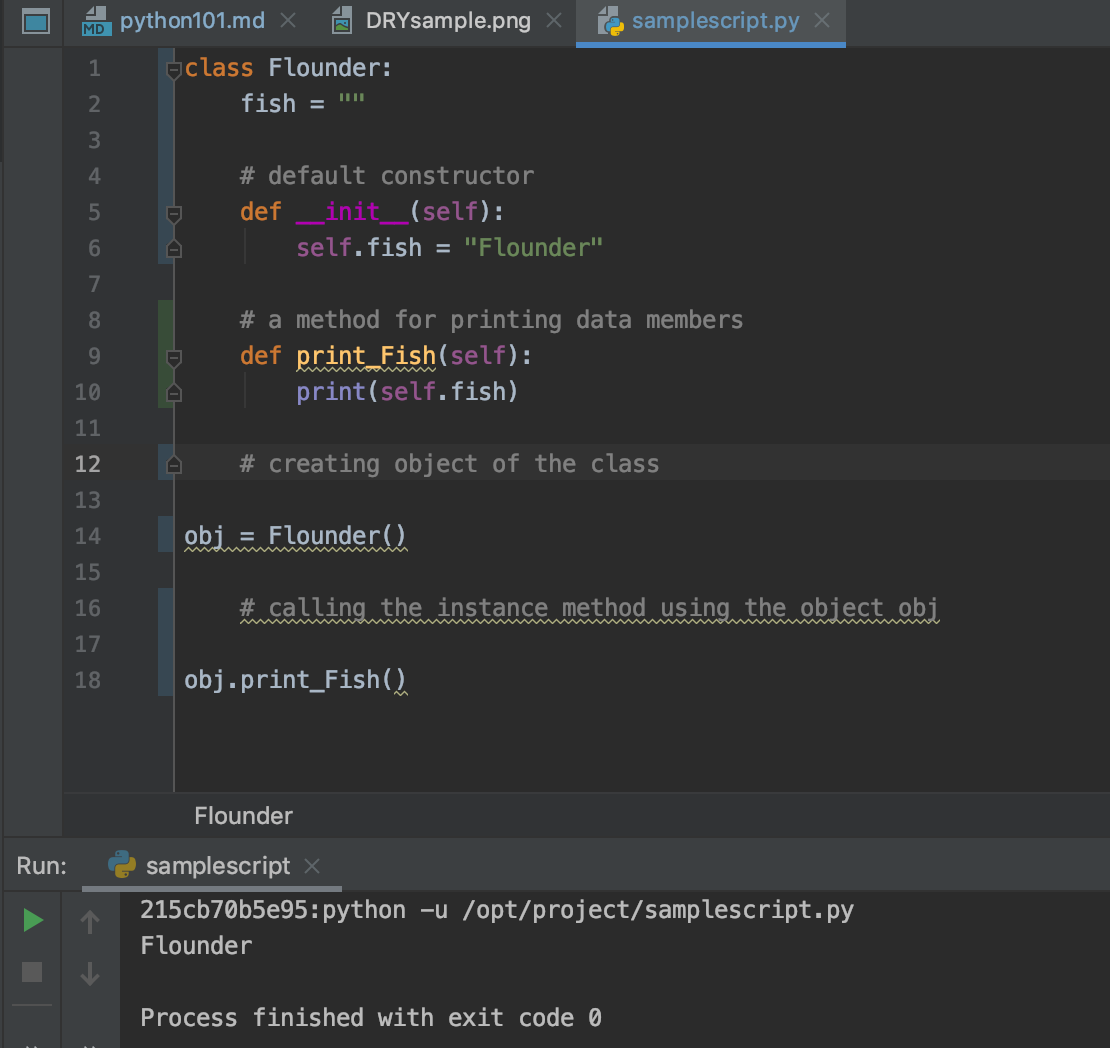 python101.md DRYsample.png samplescript.py
MD
1 class Flounder:
2     fish = ""
3
4     # default constructor
5     def __init__(self):
6         self.fish = "Flounder"
7
8     # a method for printing data members
9     def print_Fish(self):
10         print(self.fish)
11
12     # creating object of the class
13
14 obj = Flounder()
15
16     # calling the instance method using the object obj
17
18 obj.print_Fish()
Flounder
Run: samplescript
215cb70b5e95:python -u /opt/project/samplescript.py
Flounder
Process finished with exit code 0